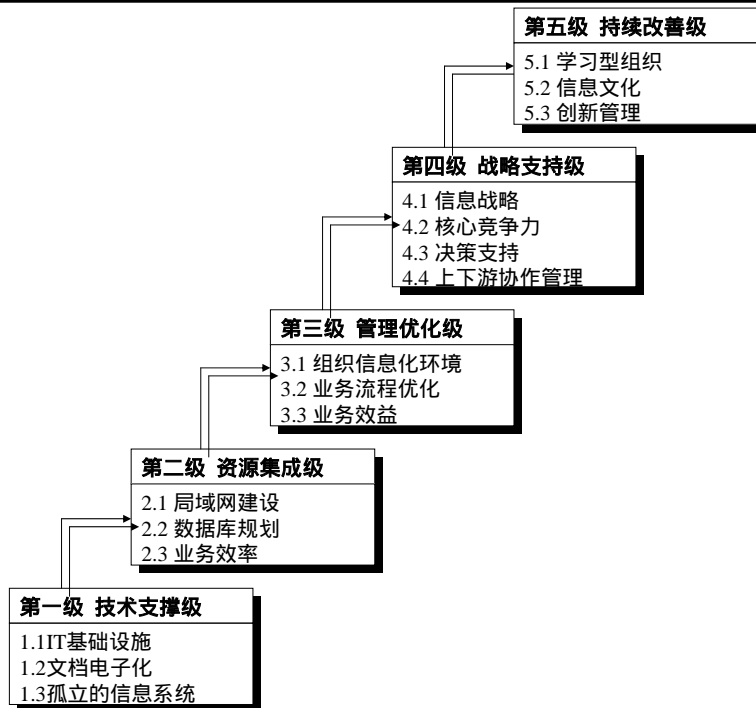 第五级 持续改善级
5.1 学习型组织
5.2 信息文化
5.3 创新管理
第四级 战略支持级
4.1 信息战略
4.2 核心竞争力
4.3 决策支持
4.4 上下游协作管理
第三级 管理优化级
3.1 组织信息化环境
3.2 业务流程优化
3.3 业务效益
第二级 资源集成级
2.1 局域网建设
2.2 数据库规划
2.3 业务效率
第一级 技术支撑级
1.1IT基础设施
1.2文档电子化
1.3孤立的信息系统